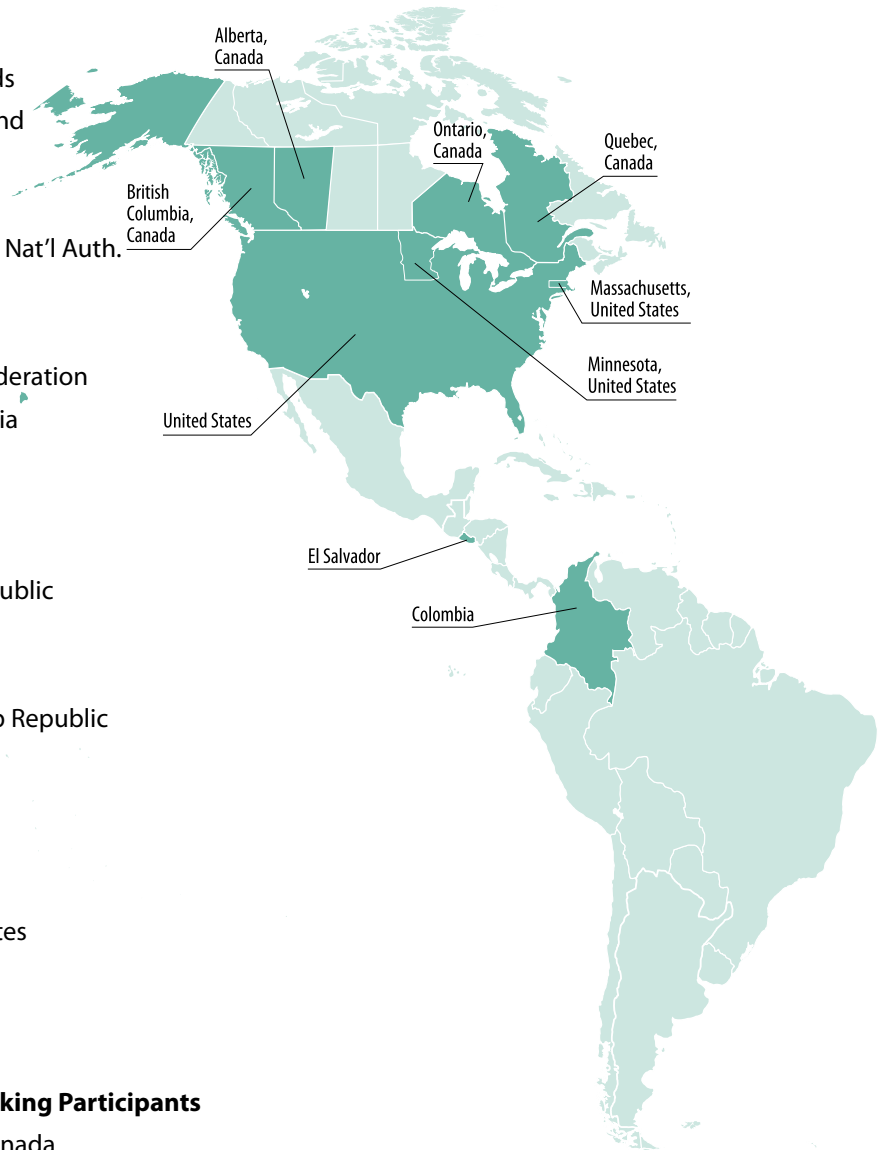 Alberta,
Canada
ds
nd
Ontario,
Canada
Quebec,
Canada
British
Columbia,
Canada
Nat'l Auth.
Massachusetts,
United States
Minnesota,
United States
deration
ia
United States
El Salvador
ublic
Colombia
o Republic
tes
king Participants
nada